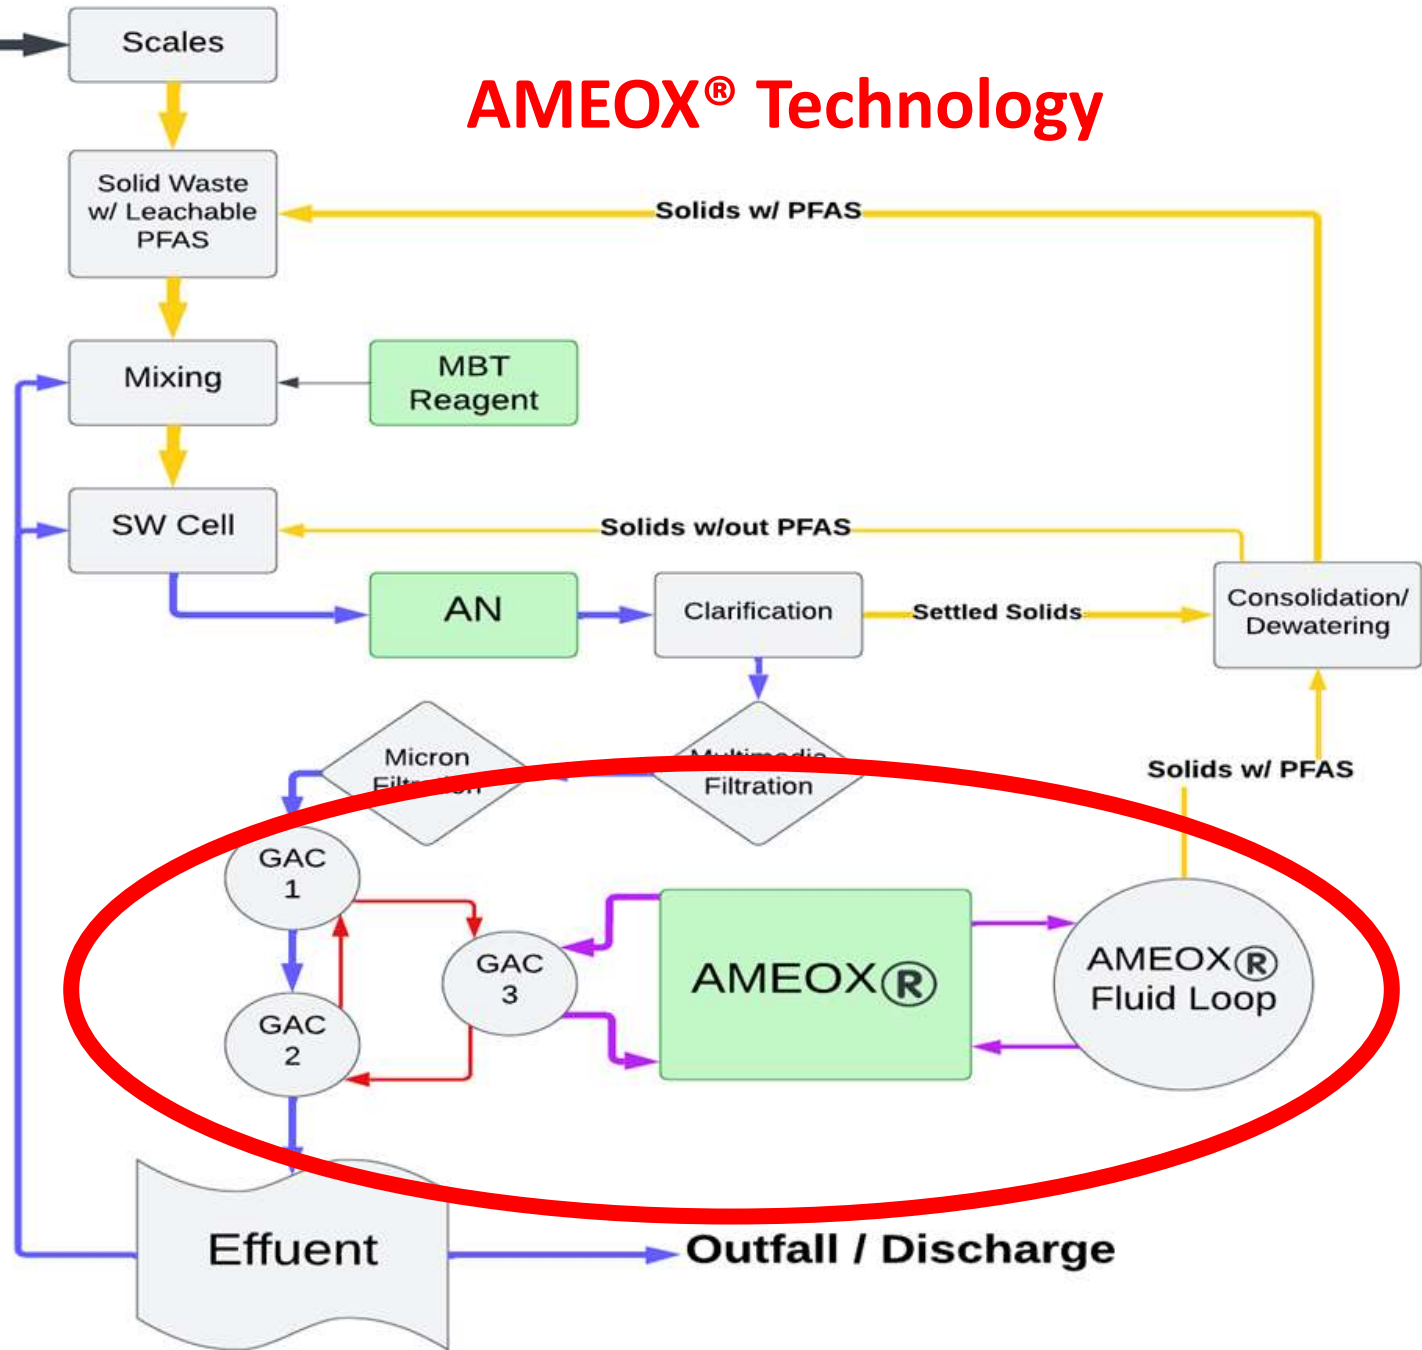 Scales
AMEOX® Technology
Solid Waste
w/ Leachable
PFAS
Solids w/ PFAS
Mixing
MBT
Reagent
SW Cell
Solids w/out PFAS
AN
Clarification
Settled Solids
Consolidation/
Dewatering
Micron
Filtration
Multimedia
Filtration
Solids w/ PFAS
GAC
1
GAC
2
GAC
3
AMEOX®
AMEOX®
Fluid Loop
Effuent
Outfall / Discharge